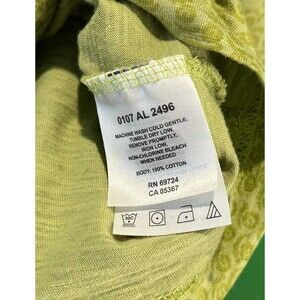 0107 AL 2496
MACHINE WASH COLD GENTLE,
TUMBLE DRY LOW,
REMOVE PROMPTLY,
IRON LOW,
NON-CHLORINE BLEACH
WHEN NEEDED
BODY: 100% COTTON
RN 69724
CA 05367